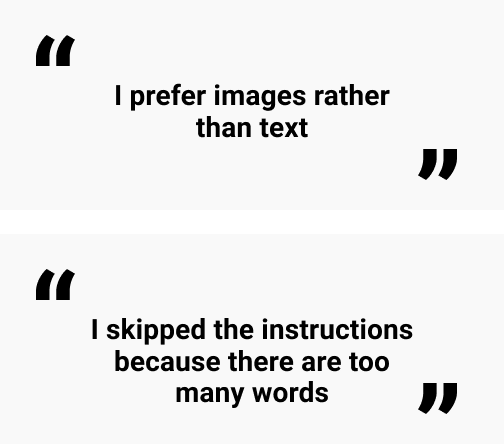 “
I prefer images rather
than text
”
“
I skipped the instructions
because there are too
many words
”